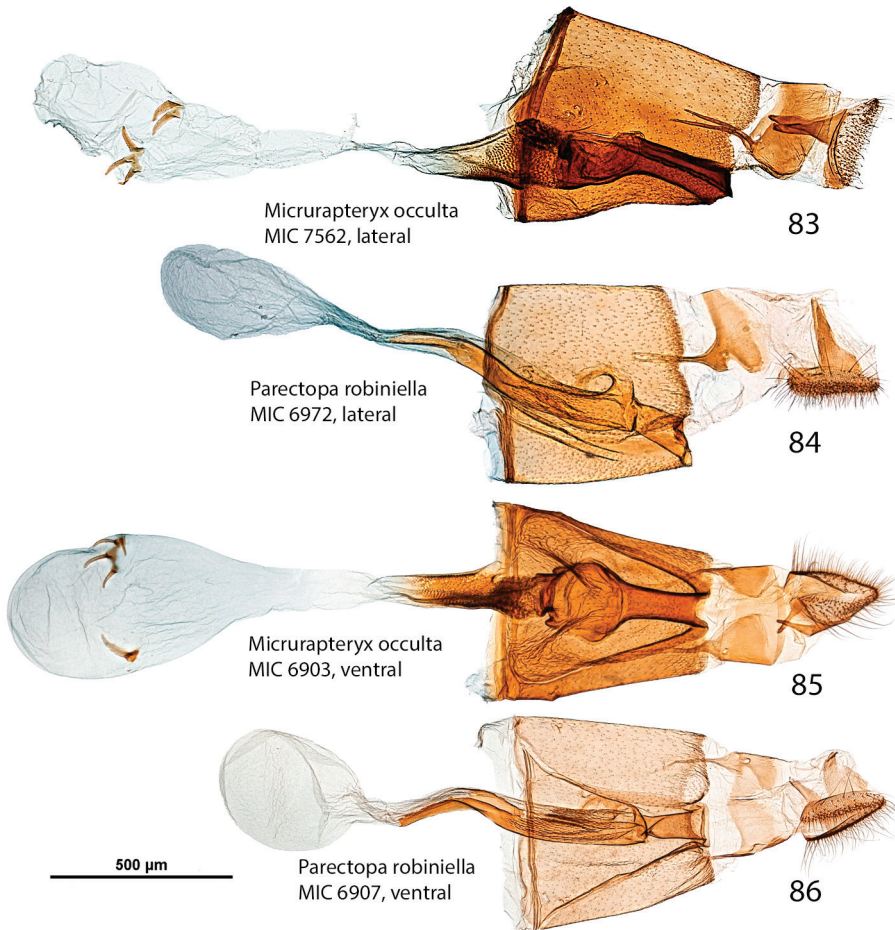 Micrurapteryx occulta
MIC 7562, lateral
83
Parectopa robiniella
MIC 6972, lateral
84
Micrurapteryx occulta
MIC 6903, ventral
85
Parectopa robiniella
MIC 6907, ventral
86
500 µm